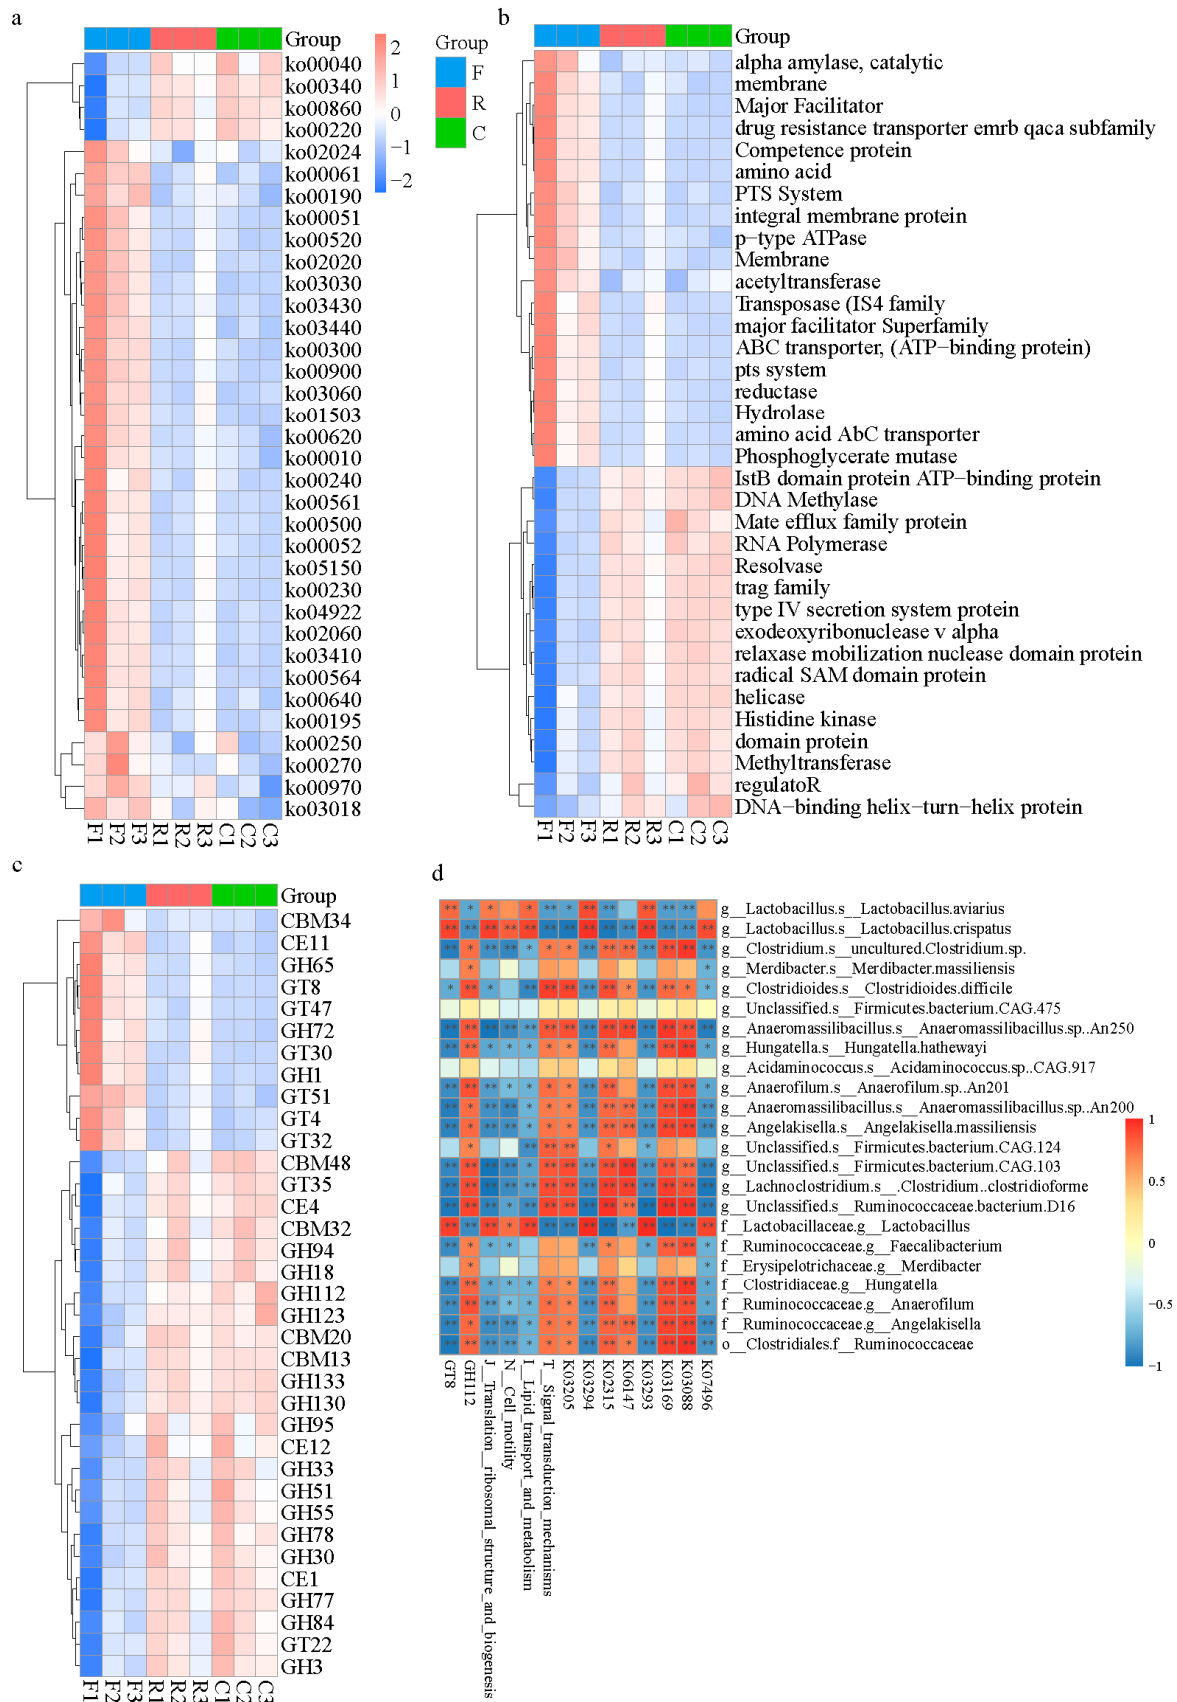 a
Group
ko00040
ko00340
ko00860
ko00220
ko02024
ko00061
ko00190
ko00051
ko00520
ko02020
ko03030
ko03430
ko03440
ko00300
ko00900
ko03060
ko01503
ko00620
ko00010
ko00240
ko00561
ko00500
ko00052
ko05150
ko00230
ko04922
ko02060
ko03410
ko00564
ko00640
ko00195
ko00250
ko00270
ko00970
ko03018
F1 F2 F3 R1 R2 R3 C1 C2 C3
2
1
0
−1
−2
Group
F
R
C
b
Group
alpha amylase, catalytic
membrane
Major Facilitator
drug resistance transporter emrb qaca subfamily
Competence protein
amino acid
PTS System
integral membrane protein
p−type ATPase
Membrane
acetyltransferase
Transposase (IS4 family
major facilitator Superfamily
ABC transporter, (ATP−binding protein)
pts system
reductase
Hydrolase
amino acid AbC transporter
Phosphoglycerate mutase
IstB domain protein ATP−binding protein
DNA Methylase
Mate efflux family protein
RNA Polymerase
Resolvase
trag family
type IV secretion system protein
exodeoxyribonuclease v alpha
relaxase mobilization nuclease domain protein
radical SAM domain protein
helicase
Histidine kinase
domain protein
Methyltransferase
regulatoR
DNA−binding helix−turn−helix protein
F1 F2 F3 R1 R2 R3 C1 C2 C3
c
Group
CBM34
CE11
GH65
GT8
GT47
GH72
GT30
GH1
GT51
GT4
GT32
CBM48
GT35
CE4
CBM32
GH94
GH18
GH112
GH123
CBM20
CBM13
GH133
GH130
GH95
CE12
GH33
GH51
GH55
GH78
GH30
CE1
GH77
GH84
GT22
GH3
F1 F2 F3 R1 R2 R3 C1 C2 C3
d
g__Lactobacillus.s__Lactobacillus.aviarius
g__Lactobacillus.s__Lactobacillus.crispatus
g__Clostridium.s__uncultured.Clostridium.sp.
g__Merdibacter.s__Merdibacter.massiliensis
g__Clostridioides.s__Clostridioides.difficile
g__Unclassified.s__Firmicutes.bacterium.CAG.475
g__Anaeromassilibacillus.s__Anaeromassilibacillus.sp..An250
g__Hungatella.s__Hungatella.hathewayi
g__Acidaminococcus.s__Acidaminococcus.sp..CAG.917
g__Anaerofilum.s__Anaerofilum.sp..An201
g__Anaeromassilibacillus.s__Anaeromassilibacillus.sp..An200
g__Angelakisella.s__Angelakisella.massiliensis
g__Unclassified.s__Firmicutes.bacterium.CAG.124
g__Unclassified.s__Firmicutes.bacterium.CAG.103
g__Lachnoclostridium.s__.Clostridium..clostridioforme
g__Unclassified.s__Ruminococcaceae.bacterium.D16
f__Lactobacillaceae.g__Lactobacillus
f__Ruminococcaceae.g__Faecalibacterium
f__Erysipelotrichaceae.g__Merdibacter
f__Clostridiaceae.g__Hungatella
f__Ruminococcaceae.g__Anaerofilum
f__Ruminococcaceae.g__Angelakisella
o__Clostridiales.f__Ruminococcaceae
GT8
GH112
J__Translation__ribosomal_structure_and_biogenesis
N__Cell_motility
I__Lipid_transport_and_metabolism
T__Signal_transduction_mechanisms
K03205
K03294
K02315
K06147
K03293
K03169
K03088
K07496
1
0.5
0
−0.5
−1